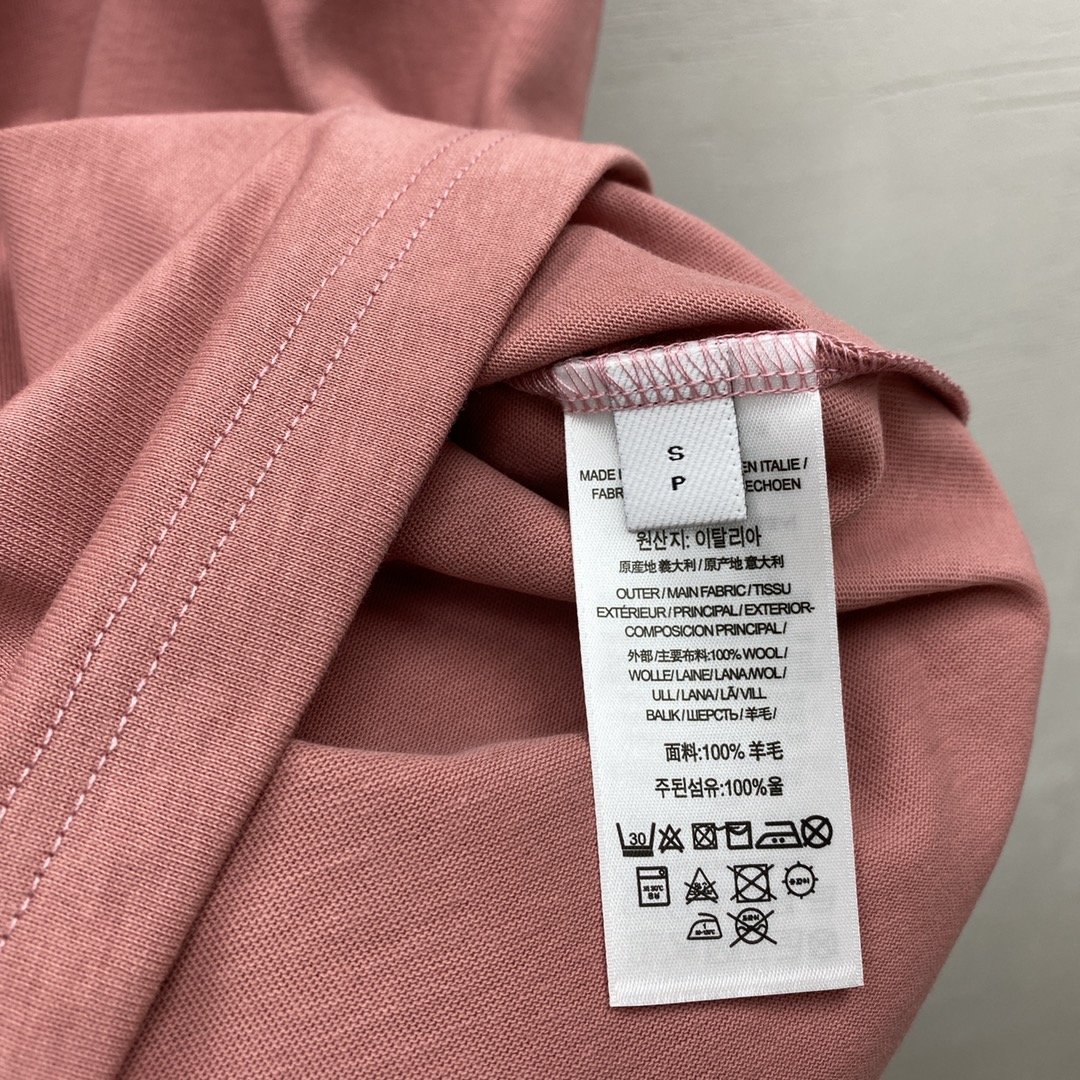 S
P
MADE EN ITALIE /
FABR ECHOEN
원산지: 이탈리아
原産地 義大利 / 原产地 意大利
OUTER / MAIN FABRIC / TISSU
EXTÉRIEUR / PRINCIPAL / EXTERIOR-
COMPOSICION PRINCIPAL /
外部 /主要布料:100% WOOL /
WOLLE / LAINE / LANA /WOL /
ULL / LANA / LÃ / VILL
BALIK / ШЕРСТЬ / 羊毛 /
面料:100% 羊毛
주된섬유:100%울
30